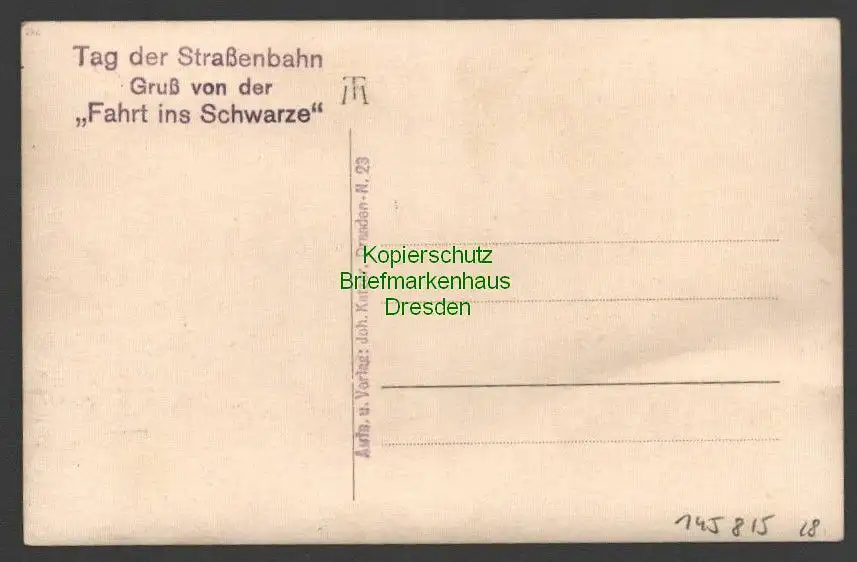 Tag der Straßenbahn
Gruß von der
„Fahrt ins Schwarze“
Aufn. u. Verlag: Joh. Dresden-N. 23
Kopierschutz
Briefmarkenhaus
Dresden
145815 28